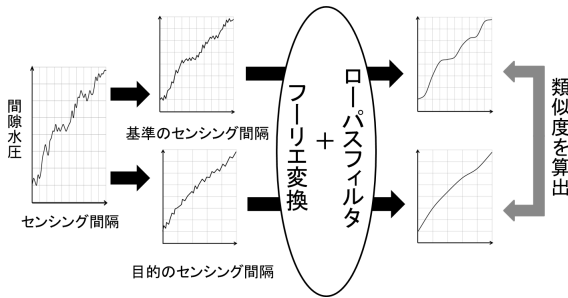 間隙水圧
センシング間隔
基準のセンシング間隔
目的のセンシング間隔
フーリエ変換
+
ローパスフィルタ
類似度を算出